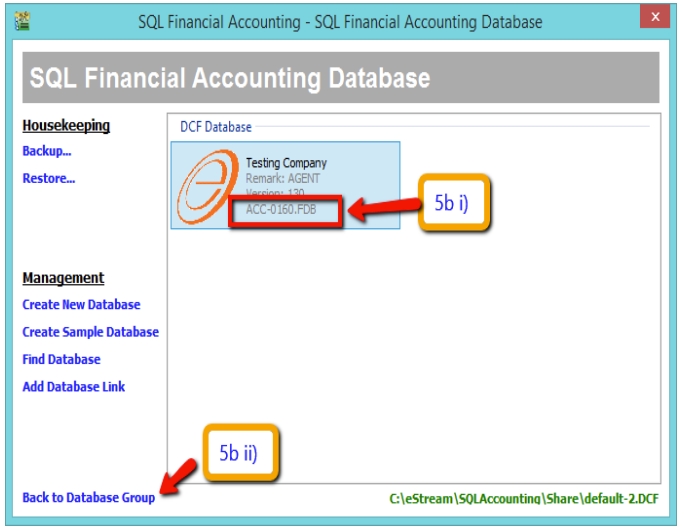 SQL Financial Accounting - SQL Financial Accounting Database
x
SQL Financial Accounting Database
Housekeeping
Backup...
Restore...
DCF Database
Testing Company
Remark: AGENT
Version: 130
ACC-0160.FDB
5b i)
Management
Create New Database
Create Sample Database
Find Database
Add Database Link
5b ii)
Back to Database Group
C:\eStream\SQLAccounting\Share\default-2.DCF